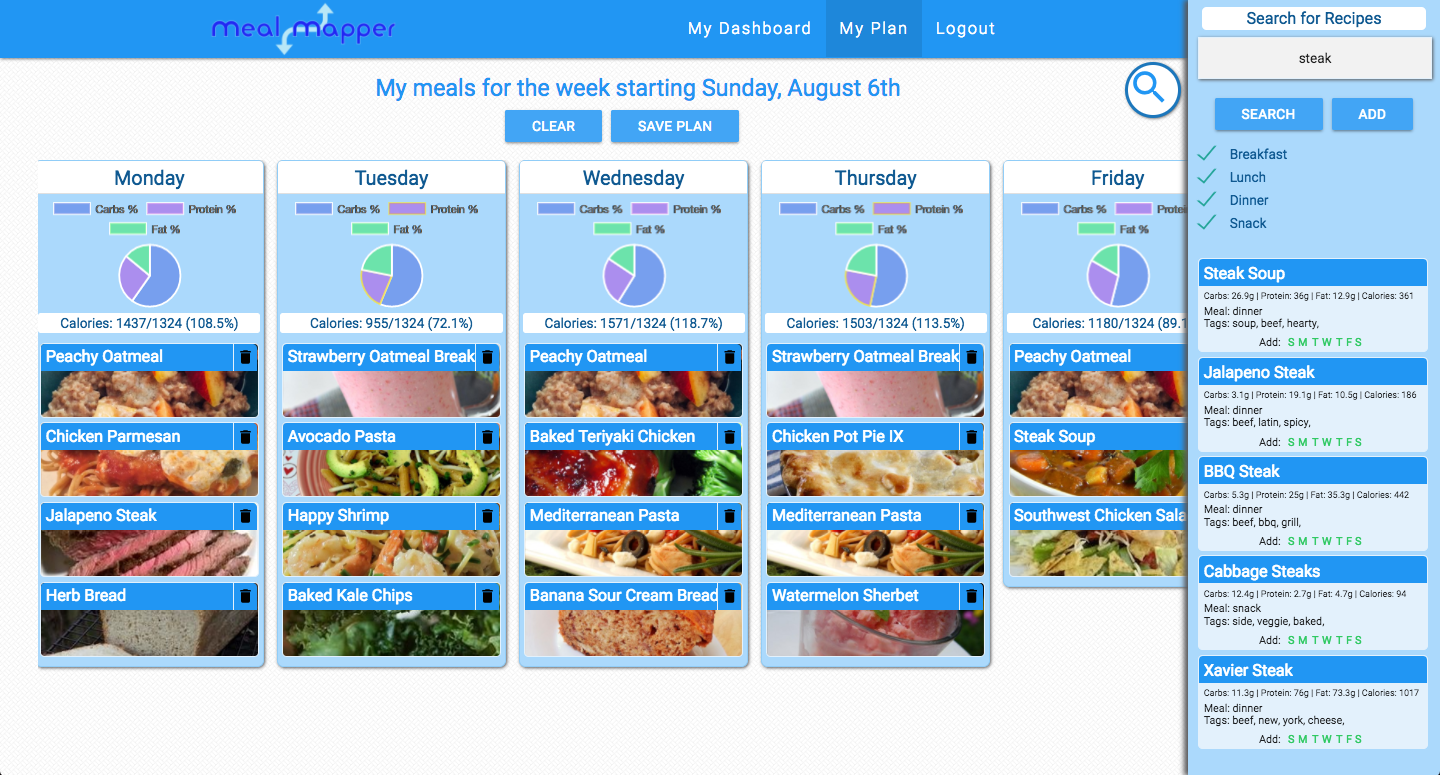 meal mapper
My Dashboard
My Plan
Logout
My meals for the week starting Sunday, August 6th
CLEAR
SAVE PLAN
Monday
Carbs %
Protein %
Fat %
Calories: 1437/1324 (108.5%)
Peachy Oatmeal
Chicken Parmesan
Jalapeno Steak
Herb Bread
Tuesday
Carbs %
Protein %
Fat %
Calories: 955/1324 (72.1%)
Strawberry Oatmeal Break
Avocado Pasta
Happy Shrimp
Baked Kale Chips
Wednesday
Carbs %
Protein %
Fat %
Calories: 1571/1324 (118.7%)
Peachy Oatmeal
Baked Teriyaki Chicken
Mediterranean Pasta
Banana Sour Cream Bread
Thursday
Carbs %
Protein %
Fat %
Calories: 1503/1324 (113.5%)
Strawberry Oatmeal Break
Chicken Pot Pie IX
Mediterranean Pasta
Watermelon Sherbet
Friday
Carbs %
Prote
Fat %
Calories: 1180/1324 (89.1
Peachy Oatmeal
Steak Soup
Southwest Chicken Sala
Search for Recipes
steak
SEARCH
ADD
Breakfast
Lunch
Dinner
Snack
Steak Soup
Carbs: 26.9g | Protein: 36g | Fat: 12.9g | Calories: 361
Meal: dinner
Tags: soup, beef, hearty,
Add: S M T W T F S
Jalapeno Steak
Carbs: 3.1g | Protein: 19.1g | Fat: 10.5g | Calories: 186
Meal: dinner
Tags: beef, latin, spicy,
Add: S M T W T F S
BBQ Steak
Carbs: 5.3g | Protein: 25g | Fat: 35.3g | Calories: 442
Meal: dinner
Tags: beef, bbq, grill,
Add: S M T W T F S
Cabbage Steaks
Carbs: 12.4g | Protein: 2.7g | Fat: 4.7g | Calories: 94
Meal: snack
Tags: side, veggie, baked,
Add: S M T W T F S
Xavier Steak
Carbs: 11.3g | Protein: 76g | Fat: 73.3g | Calories: 1017
Meal: dinner
Tags: beef, new, york, cheese,
Add: S M T W T F S